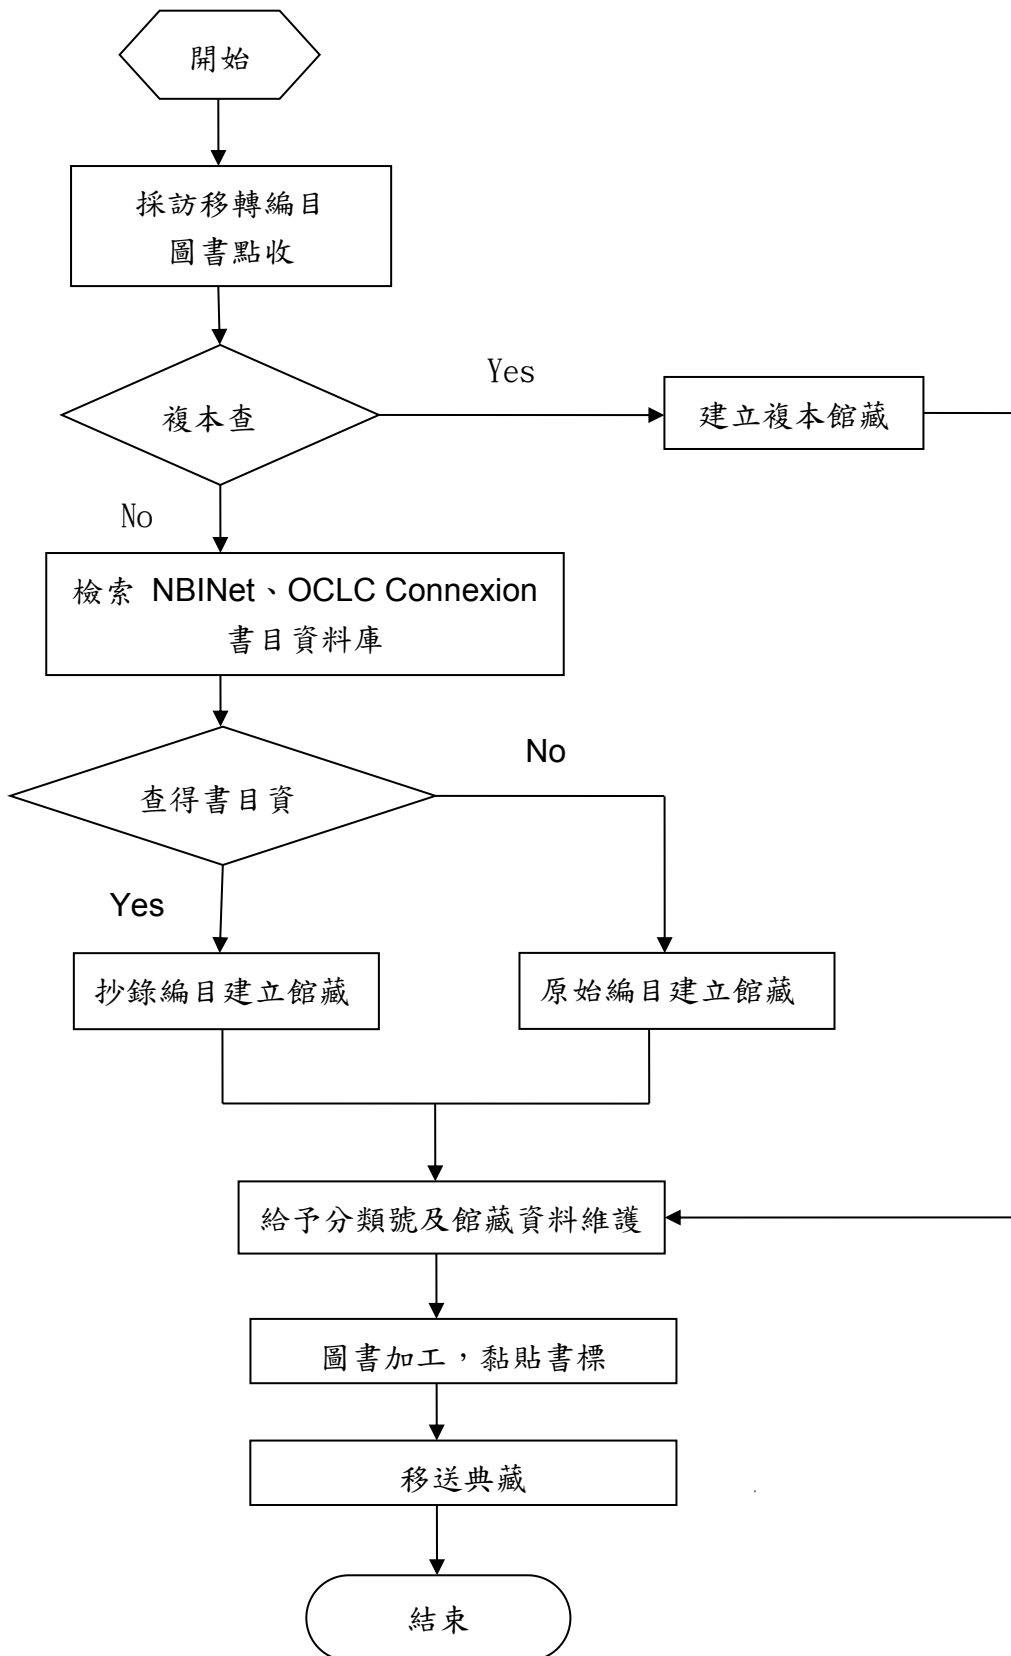 開始
採訪移轉編目
圖書點收
Yes
複本查
建立複本館藏
No
檢索 NBINet、OCLC Connexion
書目資料庫
No
查得書目資
Yes
抄錄編目建立館藏
原始編目建立館藏
給予分類號及館藏資料維護
圖書加工，黏貼書標
移送典藏
結束